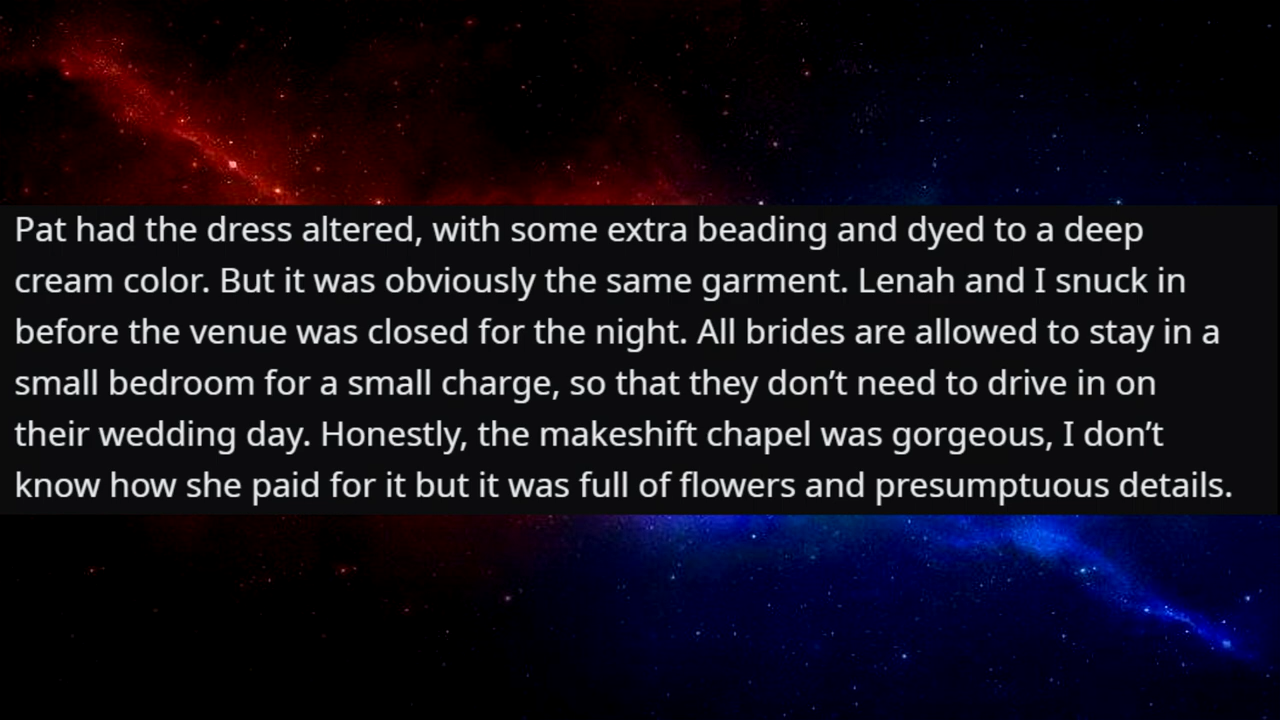 Pat had the dress altered, with some extra beading and dyed to a deep
cream color. But it was obviously the same garment. Lenah and I snuck in
before the venue was closed for the night. All brides are allowed to stay in a
small bedroom for a small charge, so that they don’t need to drive in on
their wedding day. Honestly, the makeshift chapel was gorgeous, I don’t
know how she paid for it but it was full of flowers and presumptuous details.